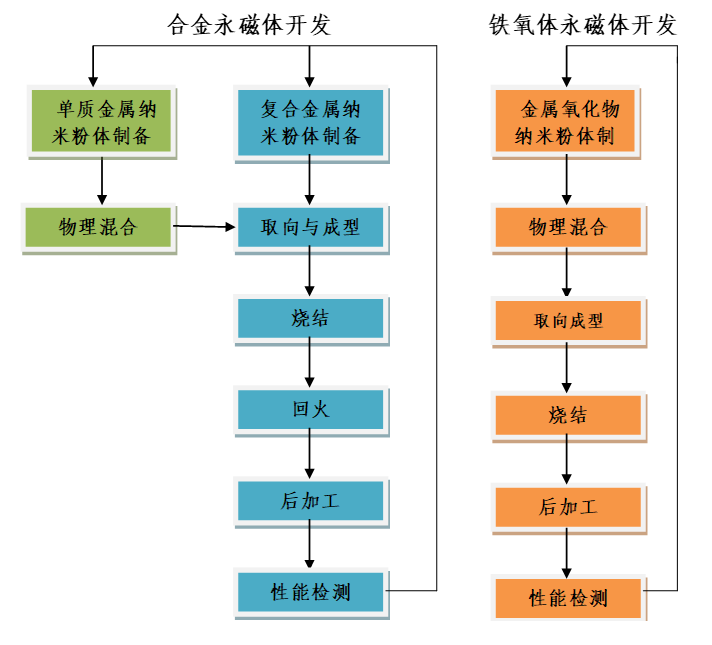 合金永磁体开发
铁氧体永磁体开发
单质金属纳
米粉体制备
复合金属纳
米粉体制备
金属氧化物
纳米粉体制
物理混合
取向与成型
物理混合
烧结
取向成型
回火
烧结
后加工
后加工
性能检测
性能检测